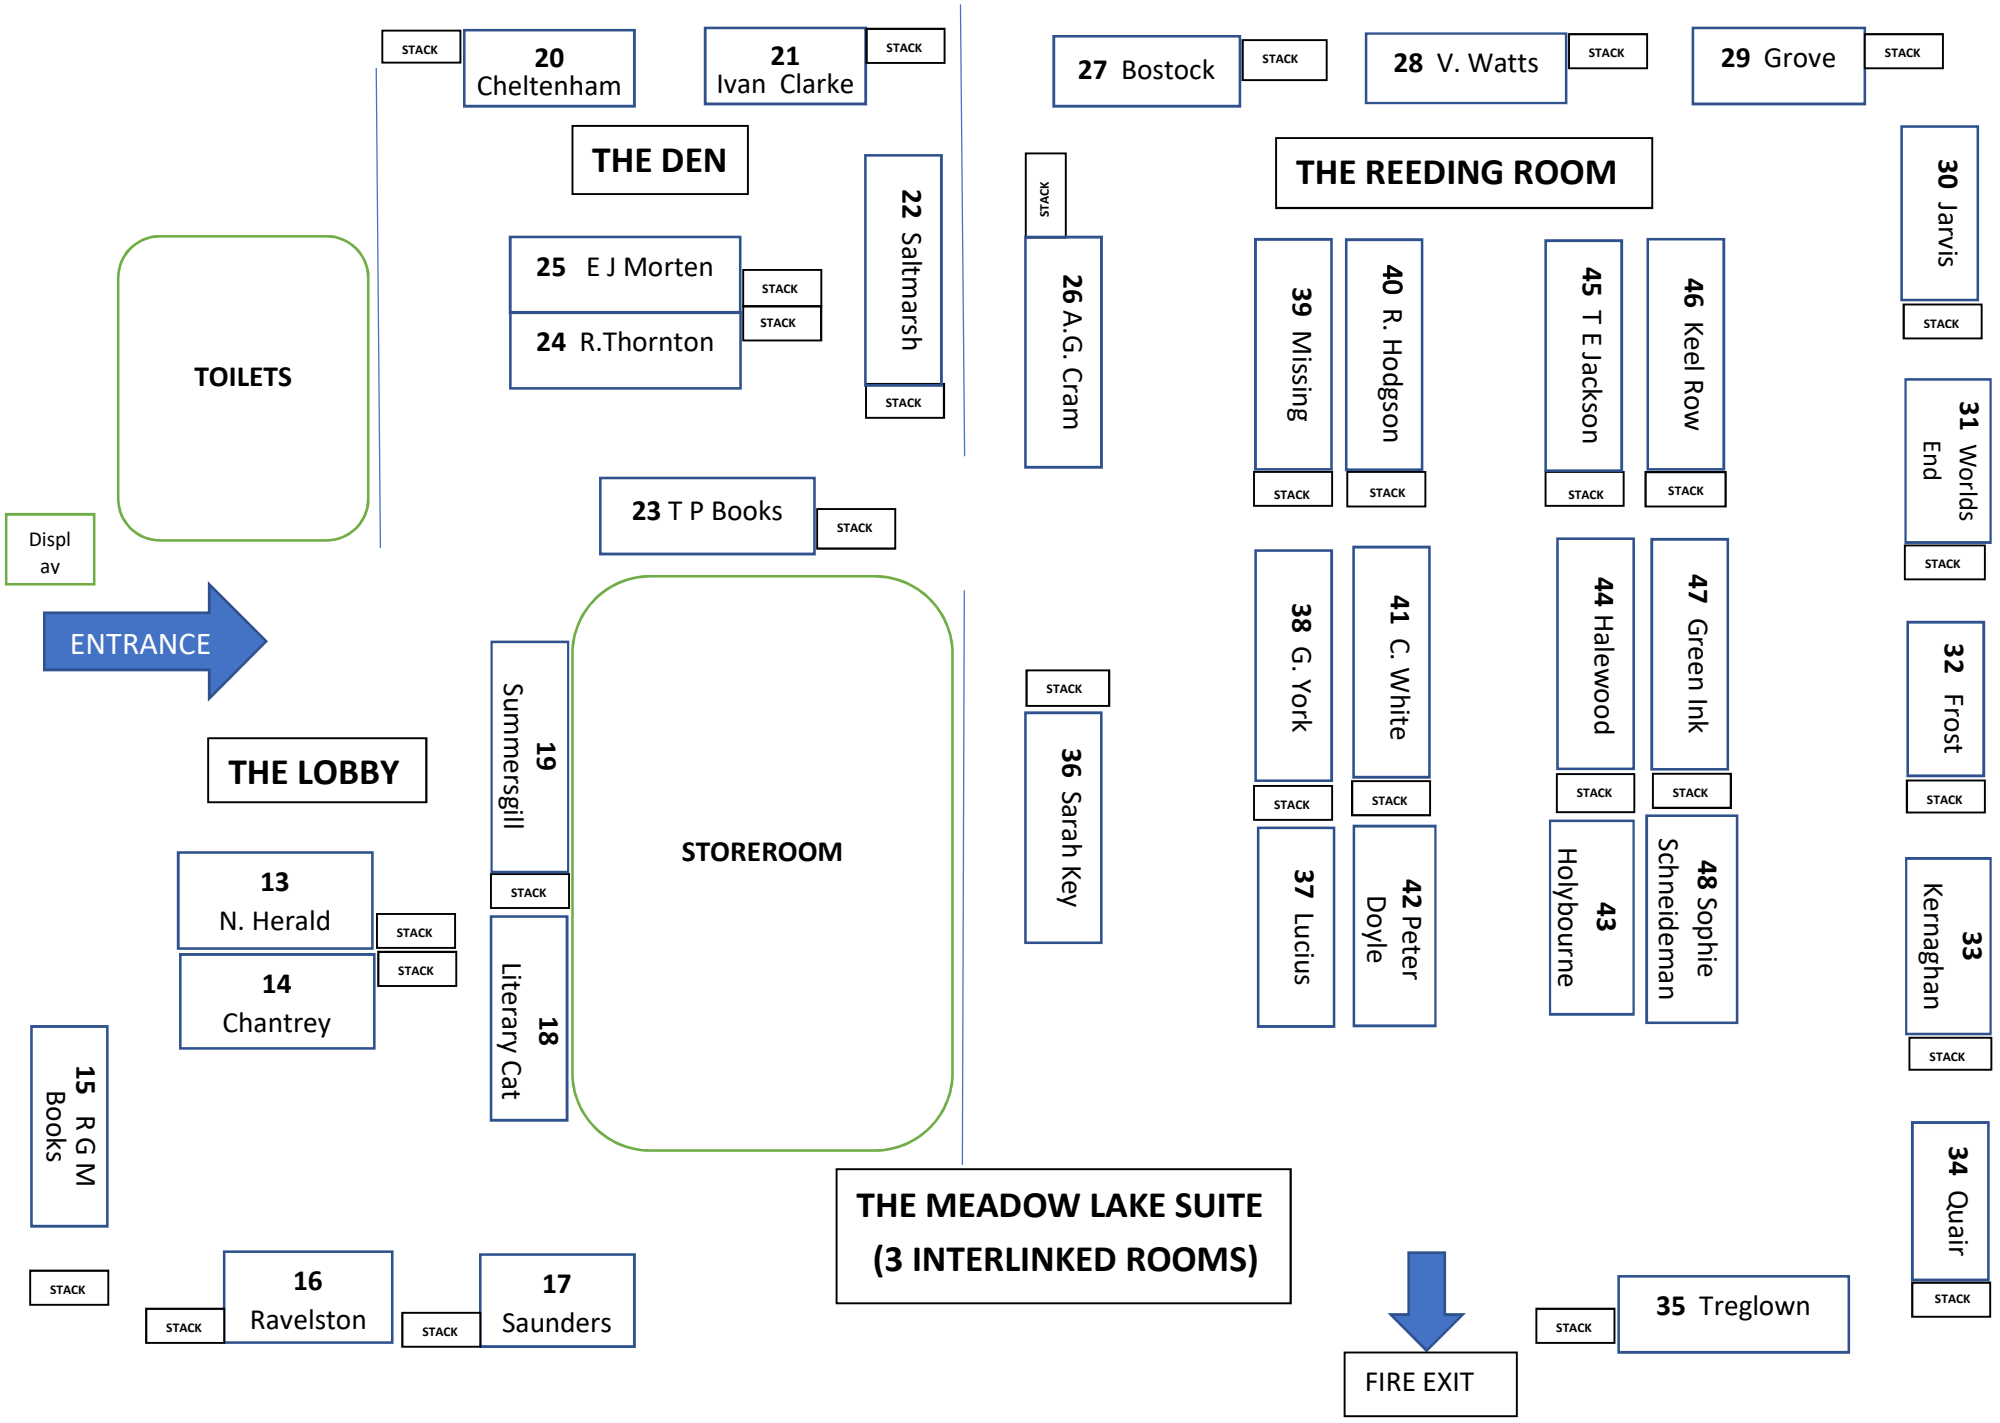 STACK
20
Cheltenham
21
Ivan Clarke
STACK
27 Bostock
STACK
28 V. Watts
STACK
29 Grove
STACK
THE DEN
22 Saltmarsh
STACK
25 E J Morten
STACK
24 R.Thornton
STACK
23 T P Books
STACK
TOILETS
Displ
av
ENTRANCE
THE LOBBY
19
Summersgill
STACK
18
Literary Cat
STOREROOM
13
N. Herald
STACK
14
Chantrey
STACK
15 R G M
Books
STACK
16
Ravelston
STACK
17
Saunders
STACK
THE REEDING ROOM
STACK
26 A.G. Cram
39 Missing
STACK
40 R. Hodgson
STACK
45 T E Jackson
STACK
46 Keel Row
STACK
30 Jarvis
STACK
31 Worlds
End
STACK
38 G. York
STACK
41 C. White
STACK
44 Halewood
STACK
47 Green Ink
STACK
32 Frost
STACK
STACK
36 Sarah Key
37 Lucius
42 Peter
Doyle
43
Holybourne
48 Sophie
Schneideman
33
Kernaghan
STACK
34 Quair
STACK
THE MEADOW LAKE SUITE
(3 INTERLINKED ROOMS)
STACK
35 Treglown
FIRE EXIT